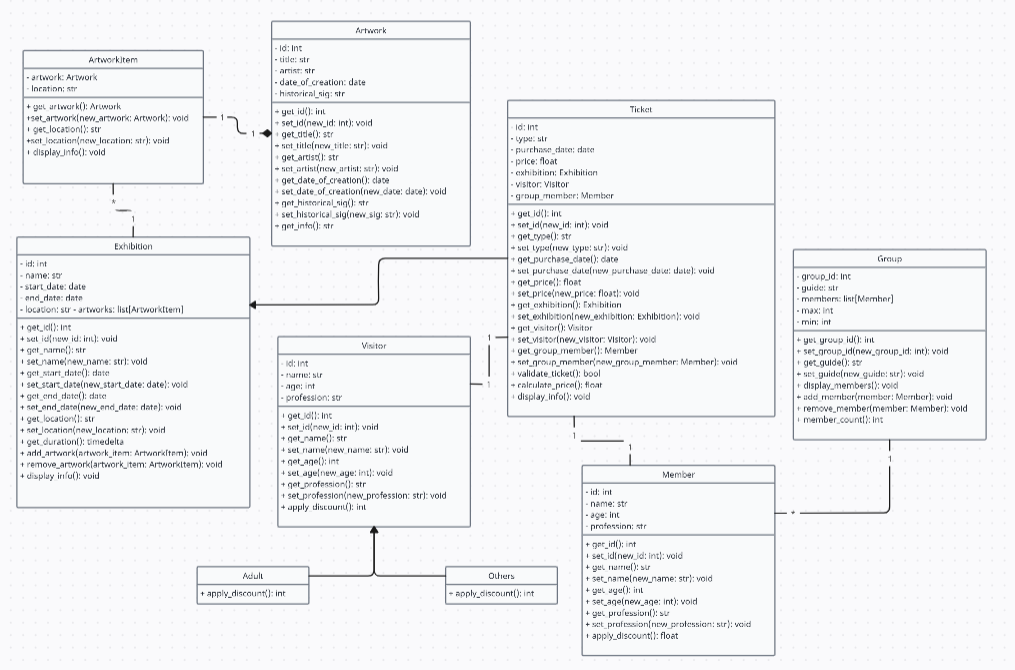 ArtworkItem
- artwork: Artwork
- location: str
+ get_artwork(): Artwork
+set_artwork(new_artwork: Artwork): void
+ get_location(): str
+set_location(new_location: str): void
+ display_info(): void
1
1
*
1
Artwork
- id: int
- title: str
- artist: str
- date_of_creation: date
- historical_sig: str
+ get_id(): int
+ set_id(new_id: int): void
+ get_title(): str
+ set_title(new_title: str): void
+ get_artist(): str
+ set_artist(new_artist: str): void
+ get_date_of_creation(): date
+ set_date_of_creation(new_date: date): void
+ get_historical_sig(): str
+ set_historical_sig(new_sig: str): void
+ get_info(): str
Exhibition
- id: int
- name: str
- start_date: date
- end_date: date
- location: str - artworks: list[ArtworkItem]
+ get_id(): int
+ set_id(new_id: int): void
+ get_name(): str
+ set_name(new_name: str): void
+ get_start_date(): date
+ set_start_date(new_start_date: date): void
+ get_end_date(): date
+ set_end_date(new_end_date: date): void
+ get_location(): str
+ set_location(new_location: str): void
+ get_duration(): timedelta
+ add_artwork(artwork_item: ArtworkItem): void
+ remove_artwork(artwork_item: ArtworkItem): void
+ display_info(): void
Ticket
- id: int
- type: str
- purchase_date: date
- price: float
- exhibition: Exhibition
- visitor: Visitor
- group_member: Member
+ get_id(): int
+ set_id(new_id: int): void
+ get_type(): str
+ set_type(new_type: str): void
+ get_purchase_date(): date
+ set_purchase_date(new_purchase_date: date): void
+ get_price(): float
+ set_price(new_price: float): void
+ get_exhibition(): Exhibition
+ set_exhibition(new_exhibition: Exhibition): void
+ get_visitor(): Visitor
+ set_visitor(new_visitor: Visitor): void
+ get_group_member(): Member
+ set_group_member(new_group_member: Member): void
+ validate_ticket(): bool
+ calculate_price(): float
+ display_info(): void
1
1
1
1
Visitor
- id: int
- name: str
- age: int
- profession: str
+ get_id(): int
+ set_id(new_id: int): void
+ get_name(): str
+ set_name(new_name: str): void
+ get_age(): int
+ set_age(new_age: int): void
+ get_profession(): str
+ set_profession(new_profession: str): void
+ apply_discount(): int
Adult
+ apply_discount(): int
Others
+ apply_discount(): int
Group
- group_id: int
- guide: str
- members: list[Member]
- max: int
- min: int
+ get_group_id(): int
+ set_group_id(new_group_id: int): void
+ get_guide(): str
+ set_guide(new_guide: str): void
+ display_members(): void
+ add_member(member: Member): void
+ remove_member(member: Member): void
+ member_count(): int
1
*
Member
- id: int
- name: str
- age: int
- profession: str
+ get_id(): int
+ set_id(new_id: int): void
+ get_name(): str
+ set_name(new_name: str): void
+ get_age(): int
+ set_age(new_age: int): void
+ get_profession(): str
+ set_profession(new_profession: str): void
+ apply_discount(): float